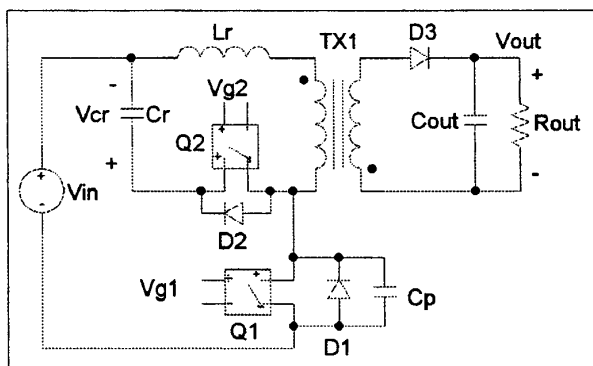 Lr
TX1
D3
Vout
-
Vg2
+
Vcr
Cr
Q2
Cout
Rout
+
+
-
Vin
-
D2
Vg1
Cp
Q1
D1